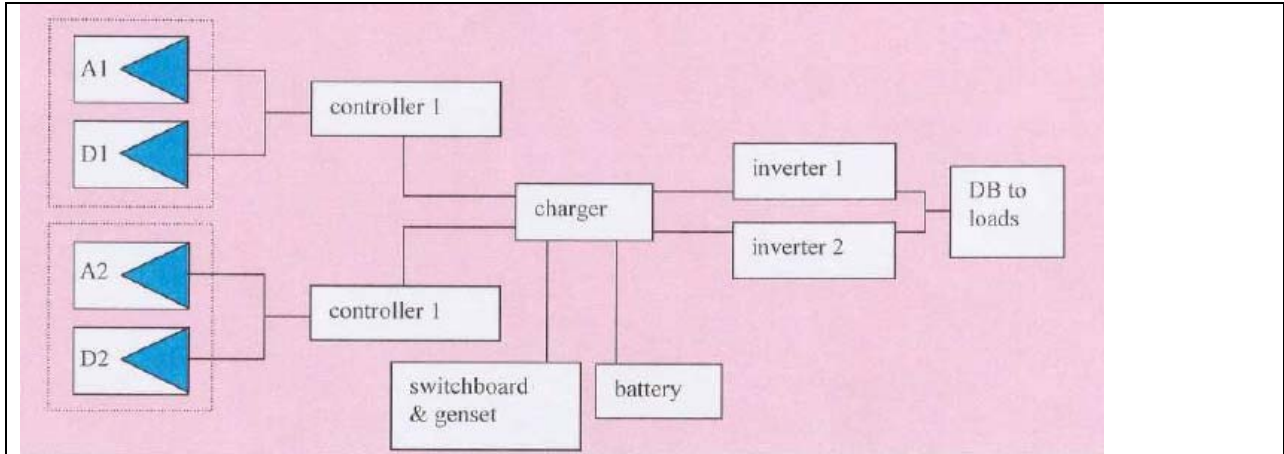 A1
D1
controller 1
A2
D2
controller 1
charger
switchboard
& genset
battery
inverter 1
inverter 2
DB to
loads